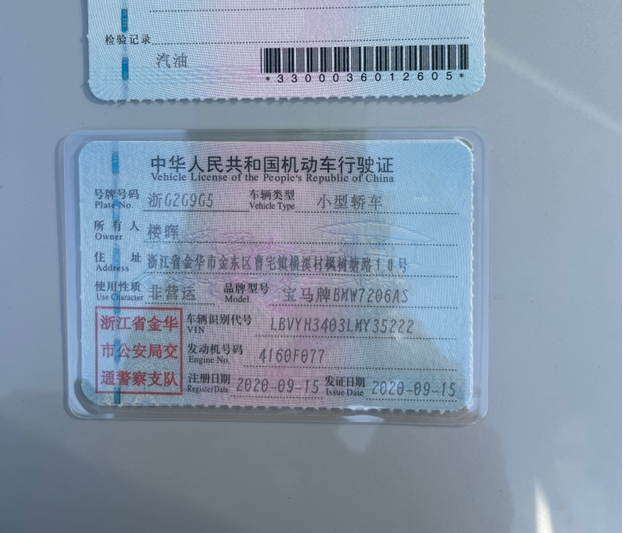 检验记录
汽油
*3300036012605*
中华人民共和国机动车行驶证
Vehicle License of the People's Republic of China
号牌号码 浙G2G9G5 车辆类型 小型轿车
Plate No. Vehicle Type
所有人 楼晖
Owner
住址 浙江省金华市金东区曹宅镇横溪村枫树塘路10号
Address
使用性质 非营运 品牌型号 宝马牌BMW7206AS
Use Character Model
浙江省金华 车辆识别代号 LBVYH3403LMY35222
VIN
市公安局交 发动机号码 4160F077
Engine No.
通警察支队 注册日期 2020-09-15 发证日期 2020-09-15
Register Date Issue Date